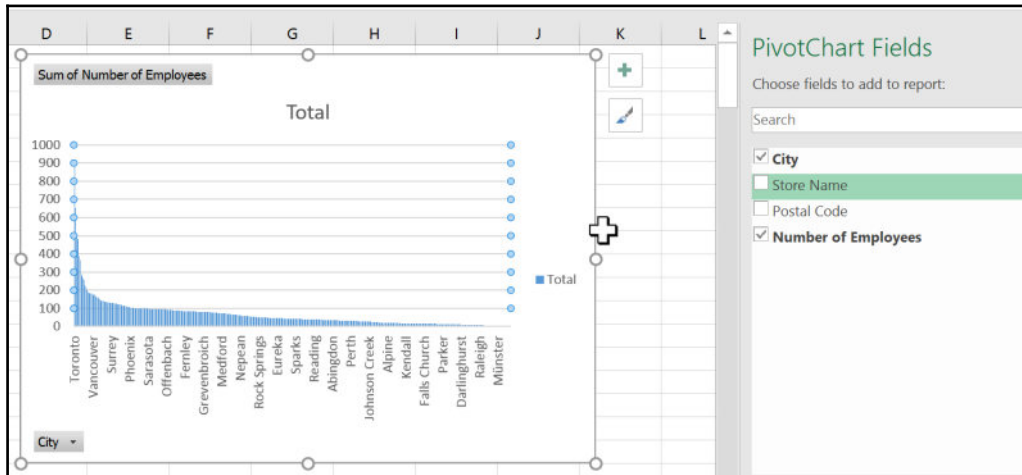 D E F G H I J K L
Sum of Number of Employees
Total
1000
900
800
700
600
500
400
300
200
100
0
Total
Toronto
Vancouver
Surrey
Phoenix
Sarasota
Offenbach
Fernley
Grevenbroich
Medford
Nepean
Rock Springs
Eureka
Sparks
Reading
Abingdon
Perth
Johnson Creek
Alpine
Kendall
Falls Church
Parker
Darlinghurst
Raleigh
Münster
City
PivotChart Fields
Choose fields to add to report:
Search
City
Store Name
Postal Code
Number of Employees